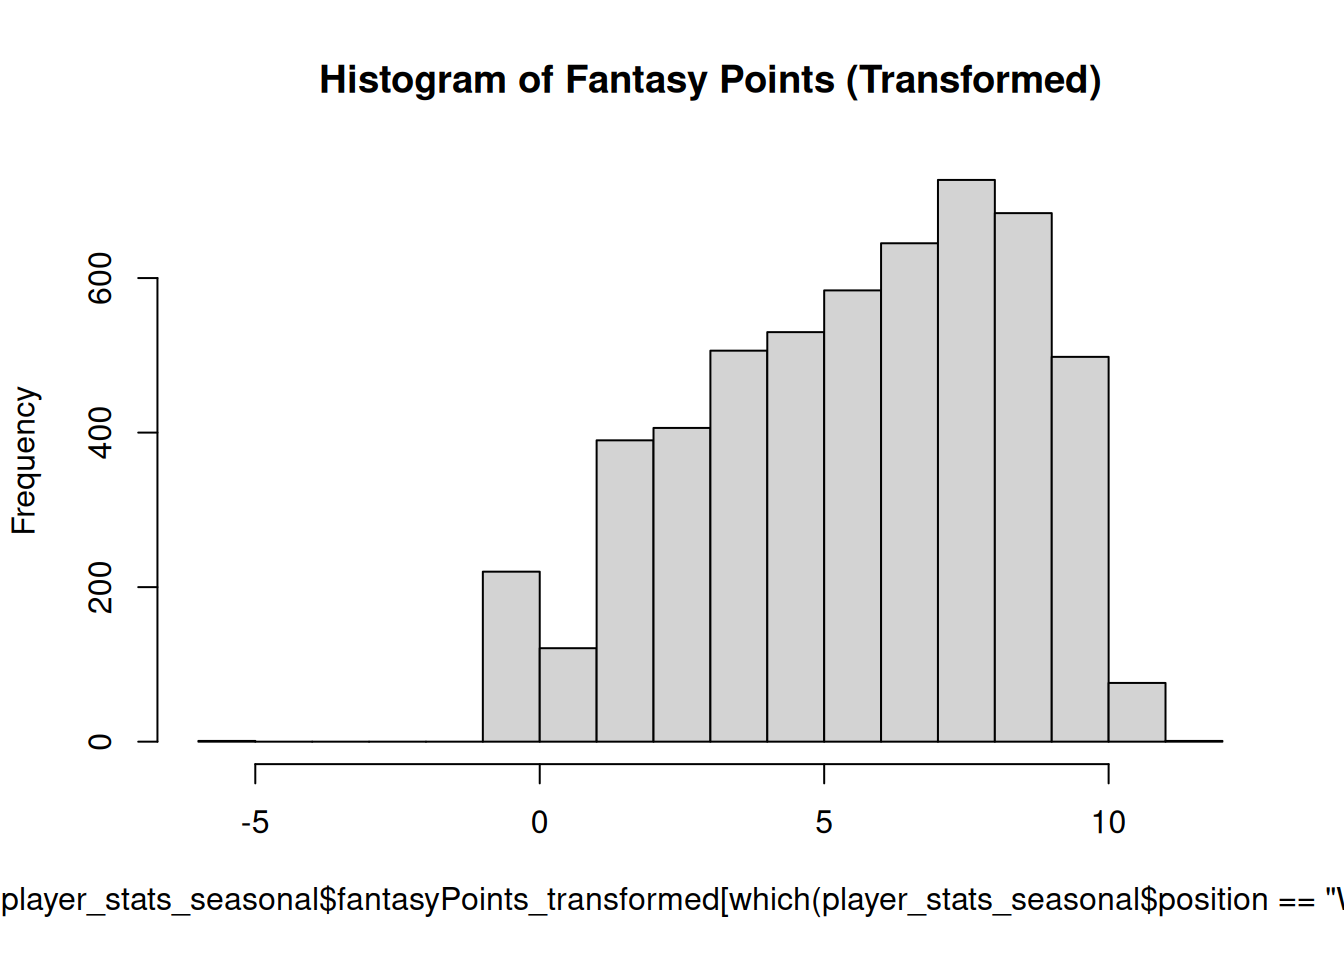 Histogram of Fantasy Points (Transformed)
Frequency
600
400
200
0
-5 0 5 10
player_stats_seasonal$fantasyPoints_transformed[which(player_stats_seasonal$position == "